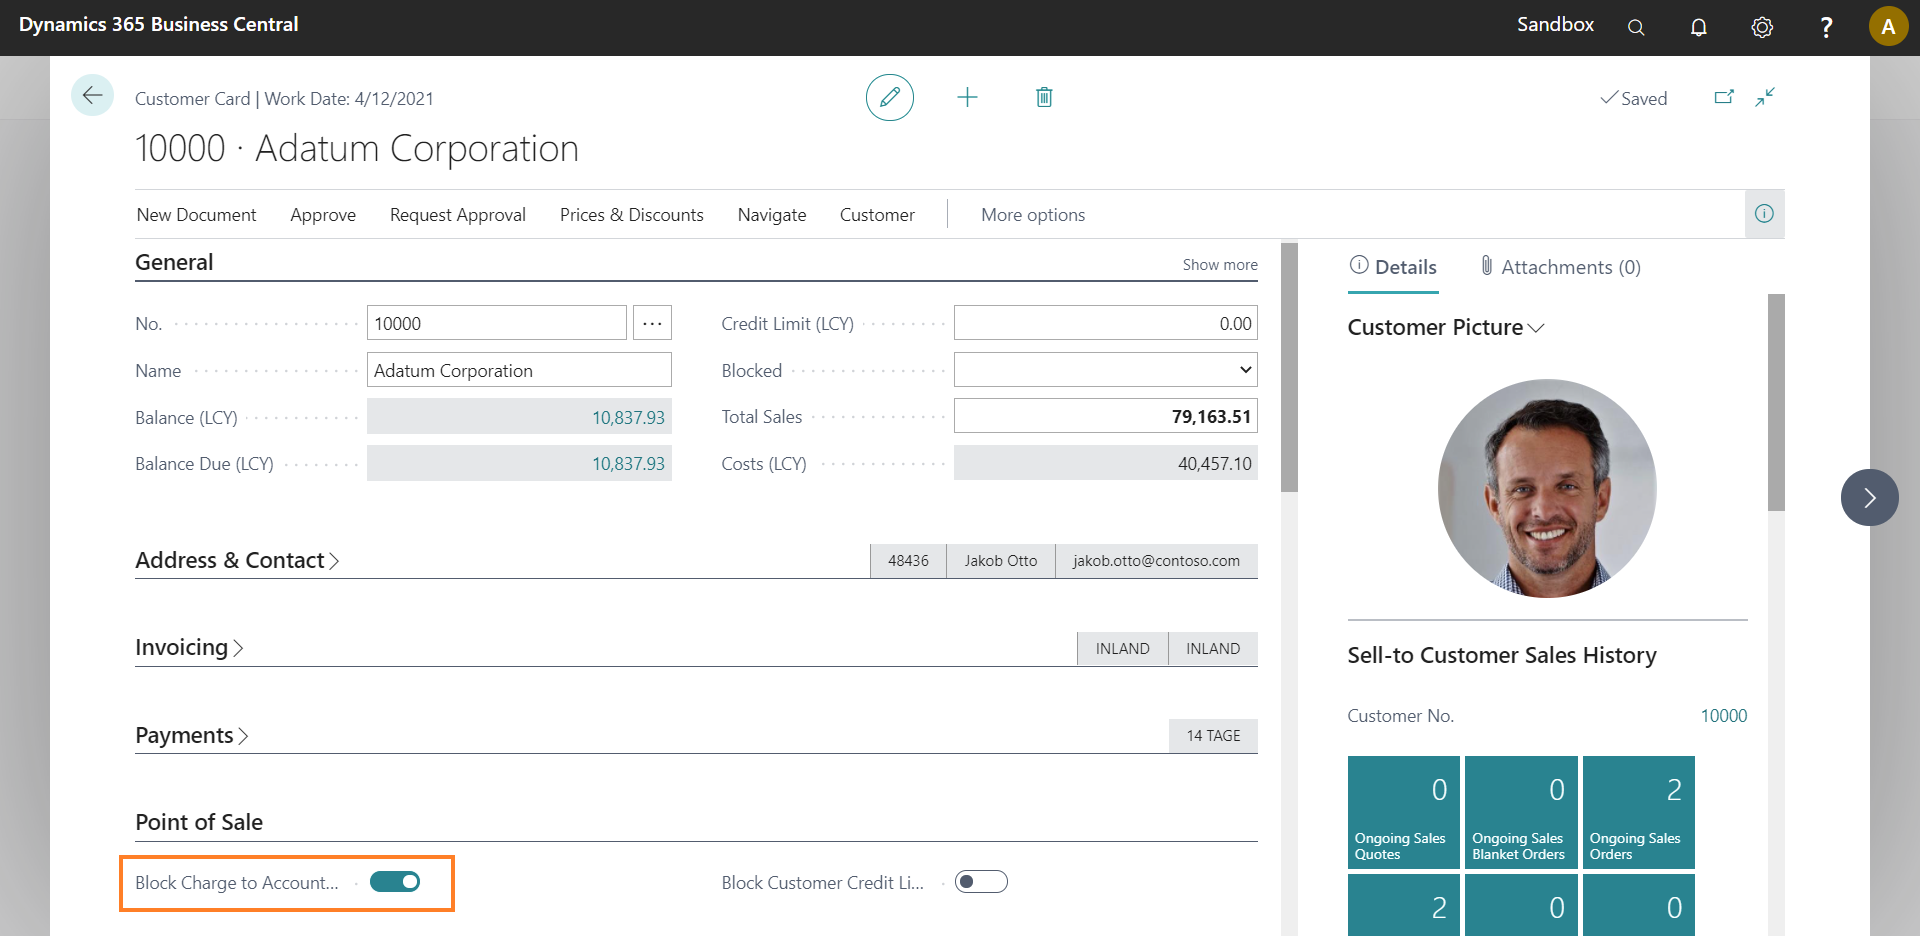 Dynamics 365 Business Central
Sandbox
?
A
Customer Card | Work Date: 4/12/2021
Saved
10000 · Adatum Corporation
New Document
Approve
Request Approval
Prices & Discounts
Navigate
Customer
More options
General
Show more
No.
10000
...
Name
Adatum Corporation
Balance (LCY)
10,837.93
Balance Due (LCY)
10,837.93
Credit Limit (LCY)
0.00
Blocked
Total Sales
79,163.51
Costs (LCY)
40,457.10
Address & Contact
48436
Jakob Otto
jakob.otto@contoso.com
Invoicing
INLAND
INLAND
Payments
14 TAGE
Point of Sale
Block Charge to Account...
Block Customer Credit Li...
Details
Attachments (0)
Customer Picture
Sell-to Customer Sales History
Customer No.
10000
0
Ongoing Sales
Quotes
0
Ongoing Sales
Blanket Orders
2
Ongoing Sales
Orders
2
0
0